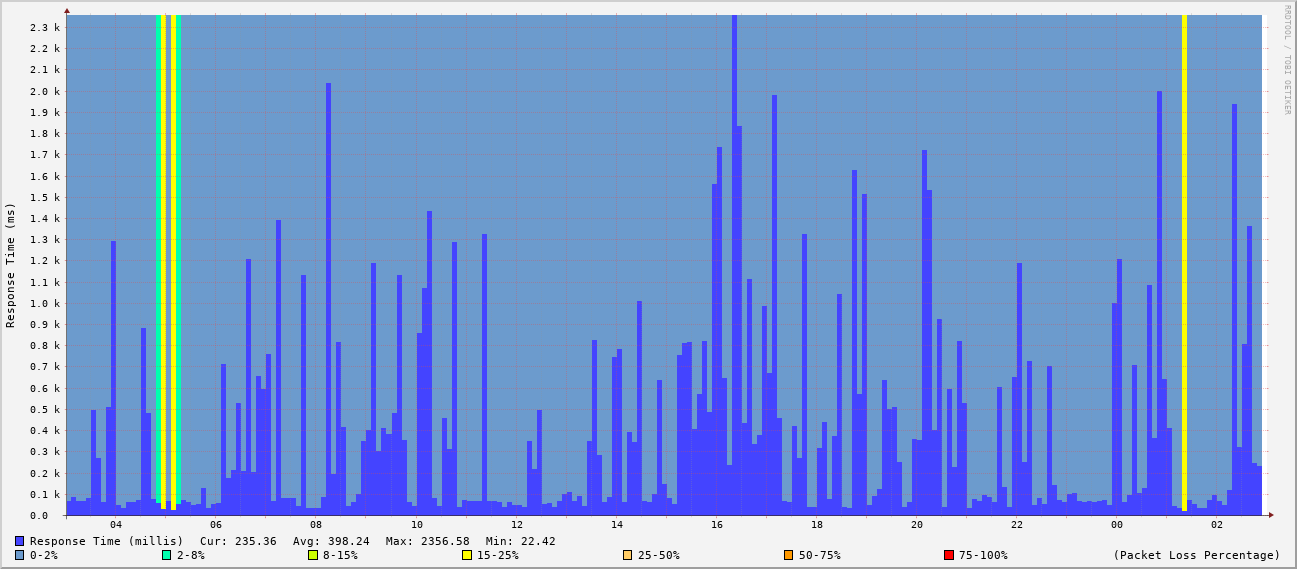 RRDTOOL / TOBI OETIKER
Response Time (ms)
2.3 k
2.2 k
2.1 k
2.0 k
1.9 k
1.8 k
1.7 k
1.6 k
1.5 k
1.4 k
1.3 k
1.2 k
1.1 k
1.0 k
0.9 k
0.8 k
0.7 k
0.6 k
0.5 k
0.4 k
0.3 k
0.2 k
0.1 k
0.0
04 06 08 10 12 14 16 18 20 22 00 02
Response Time (millis) Cur: 235.36 Avg: 398.24 Max: 2356.58 Min: 22.42
0-2% 2-8% 8-15% 15-25% 25-50% 50-75% 75-100% (Packet Loss Percentage)